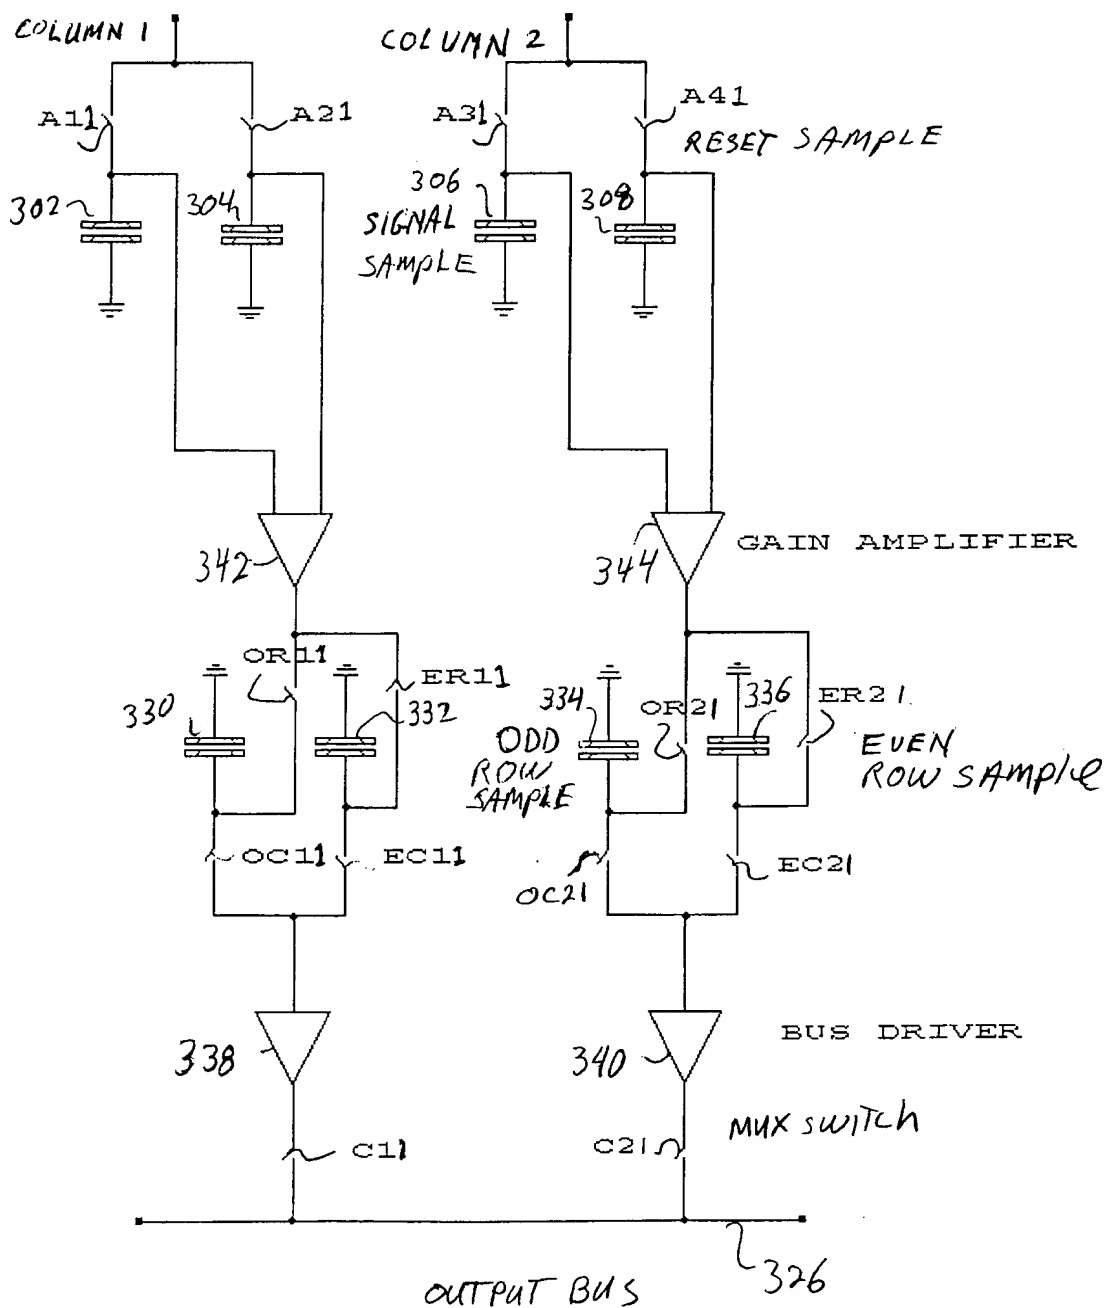 COLUMN 1
COLUMN 2
A11
A21
A31
A41
RESET SAMPLE
302
304
306
SIGNAL
SAMPLE
308
342
344
GAIN AMPLIFIER
OR11
ER11
330
332
334
ODD
ROW
SAMPLE
OR21
336
ER21
EVEN
ROW SAMPLE
OC11
EC11
OC21
EC21
338
340
BUS DRIVER
C11
C21
MUX SWITCH
326
OUTPUT BUS